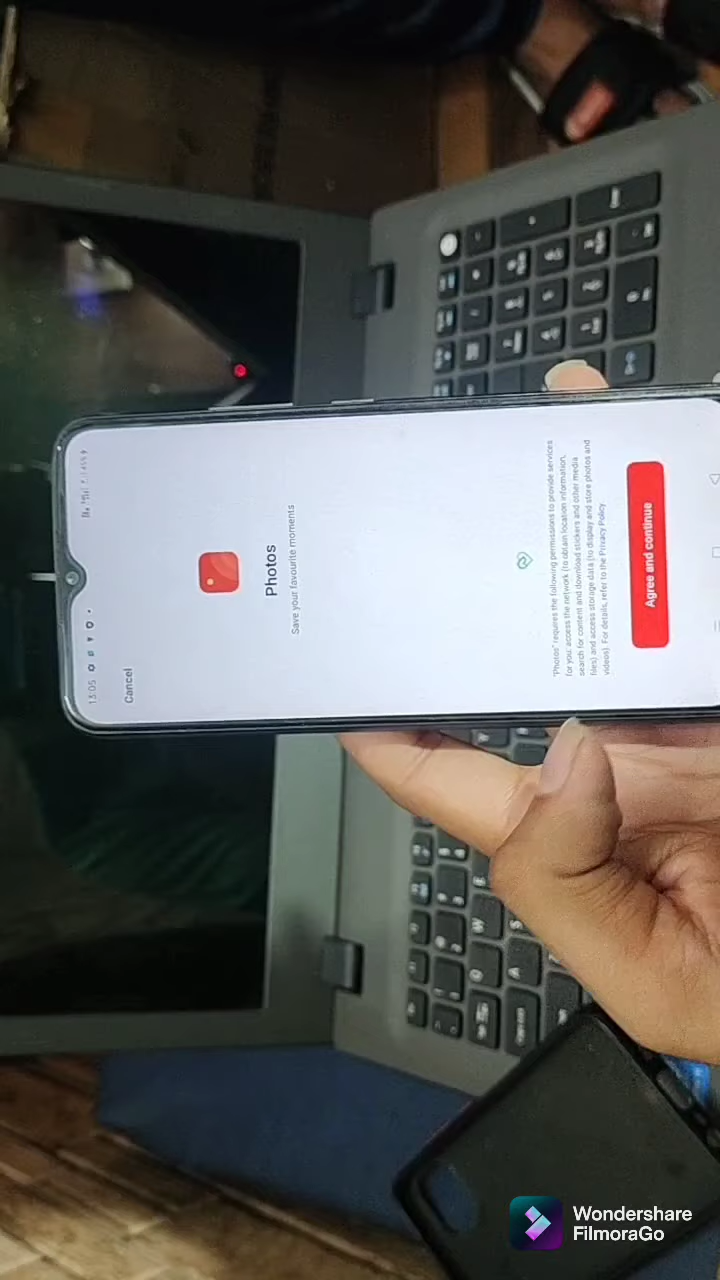 13:05
Cancel
Photos
Save your favourite moments
"Photos" requires the following permissions to provide services
for you: access the network (to obtain location information,
search for content and download stickers and other media
files) and access storage data (to display and store photos and
videos). For details, refer to the Privacy Policy
Agree and continue
Wondershare
FilmoraGo